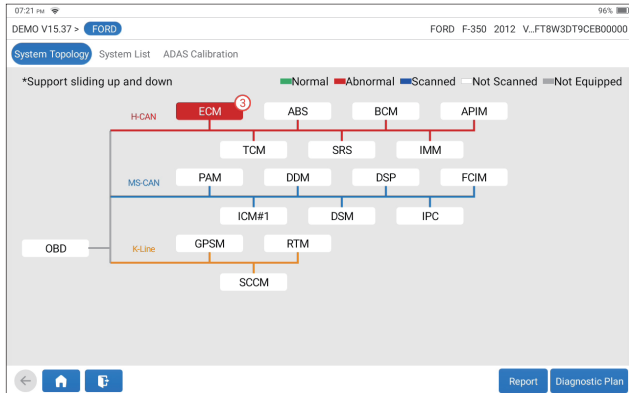 07:21 PM 96%
DEMO V15.37 > FORD FORD F-350 2012 V...FT8W3DT9CEB00000
System Topology System List ADAS Calibration
*Support sliding up and down Normal Abnormal Scanned Not Scanned Not Equipped
H-CAN ECM 3 ABS BCM APIM
TCM SRS IMM
MS-CAN PAM DDM DSP FCIM
ICM#1 DSM IPC
OBD K-Line GPSM RTM
SCCM
Report Diagnostic Plan